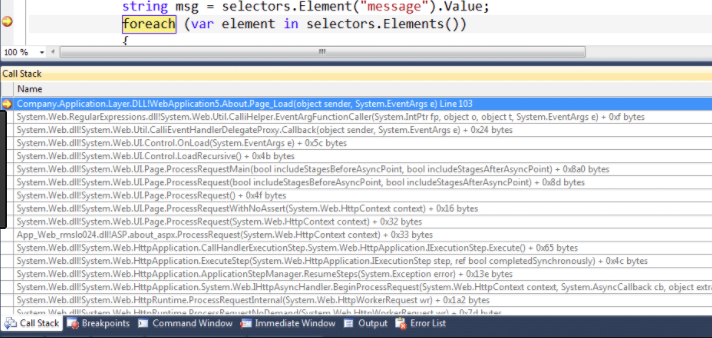 string msg = selectors.Element("message").Value;
foreach (var element in selectors.Elements())
{
100 %
Call Stack
Name
Company.Application.Layer.DLL!WebApplication5.About.Page_Load(object sender, System.EventArgs e) Line 103
System.Web.RegularExpressions.dll!System.Web.Util.CalliHelper.EventArgFunctionCaller(System.IntPtr fp, object o, object t, System.EventArgs e) + 0xf bytes
System.Web.dll!System.Web.Util.CalliEventHandlerDelegateProxy.Callback(object sender, System.EventArgs e) + 0x24 bytes
System.Web.dll!System.Web.UI.Control.OnLoad(System.EventArgs e) + 0x5c bytes
System.Web.dll!System.Web.UI.Control.LoadRecursive() + 0x4b bytes
System.Web.dll!System.Web.UI.Page.ProcessRequestMain(bool includeStagesBeforeAsyncPoint, bool includeStagesAfterAsyncPoint) + 0x8a0 bytes
System.Web.dll!System.Web.UI.Page.ProcessRequest(bool includeStagesBeforeAsyncPoint, bool includeStagesAfterAsyncPoint) + 0x8d bytes
System.Web.dll!System.Web.UI.Page.ProcessRequest() + 0x4f bytes
System.Web.dll!System.Web.UI.Page.ProcessRequestWithNoAssert(System.Web.HttpContext context) + 0x16 bytes
System.Web.dll!System.Web.UI.Page.ProcessRequest(System.Web.HttpContext context) + 0x32 bytes
App_Web_rmslo024.dll!ASP.about_aspx.ProcessRequest(System.Web.HttpContext context) + 0x33 bytes
System.Web.dll!System.Web.HttpApplication.CallHandlerExecutionStep.System.Web.HttpApplication.IExecutionStep.Execute() + 0x65 bytes
System.Web.dll!System.Web.HttpApplication.ExecuteStep(System.Web.HttpApplication.IExecutionStep step, ref bool completedSynchronously) + 0x4c bytes
System.Web.dll!System.Web.HttpApplication.ApplicationStepManager.ResumeSteps(System.Exception error) + 0x13e bytes
System.Web.dll!System.Web.HttpApplication.System.Web.IHttpAsyncHandler.BeginProcessRequest(System.Web.HttpContext context, System.AsyncCallback cb, object extra
System.Web.dll!System.Web.HttpRuntime.ProcessRequestInternal(System.Web.HttpWorkerRequest wr) + 0x1a2 bytes
System.Web.dll!System.Web.HttpRuntime.ProcessRequestNoDemand(System.Web.HttpWorkerRequest wr) + 0x7d bytes
Call Stack Breakpoints Command Window Immediate Window Output Error List